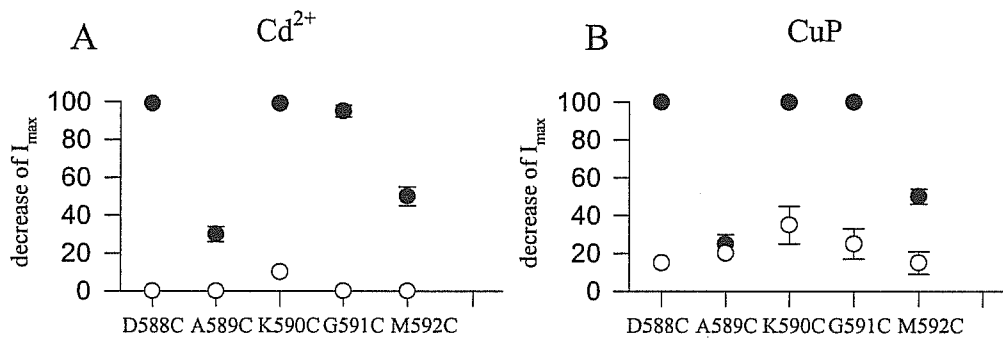 A
Cd²⁺
decrease of Iₘₐₓ
100
80
60
40
20
0
D588C A589C K590C G591C M592C
B
CuP
decrease of Iₘₐₓ
100
80
60
40
20
0
D588C A589C K590C G591C M592C